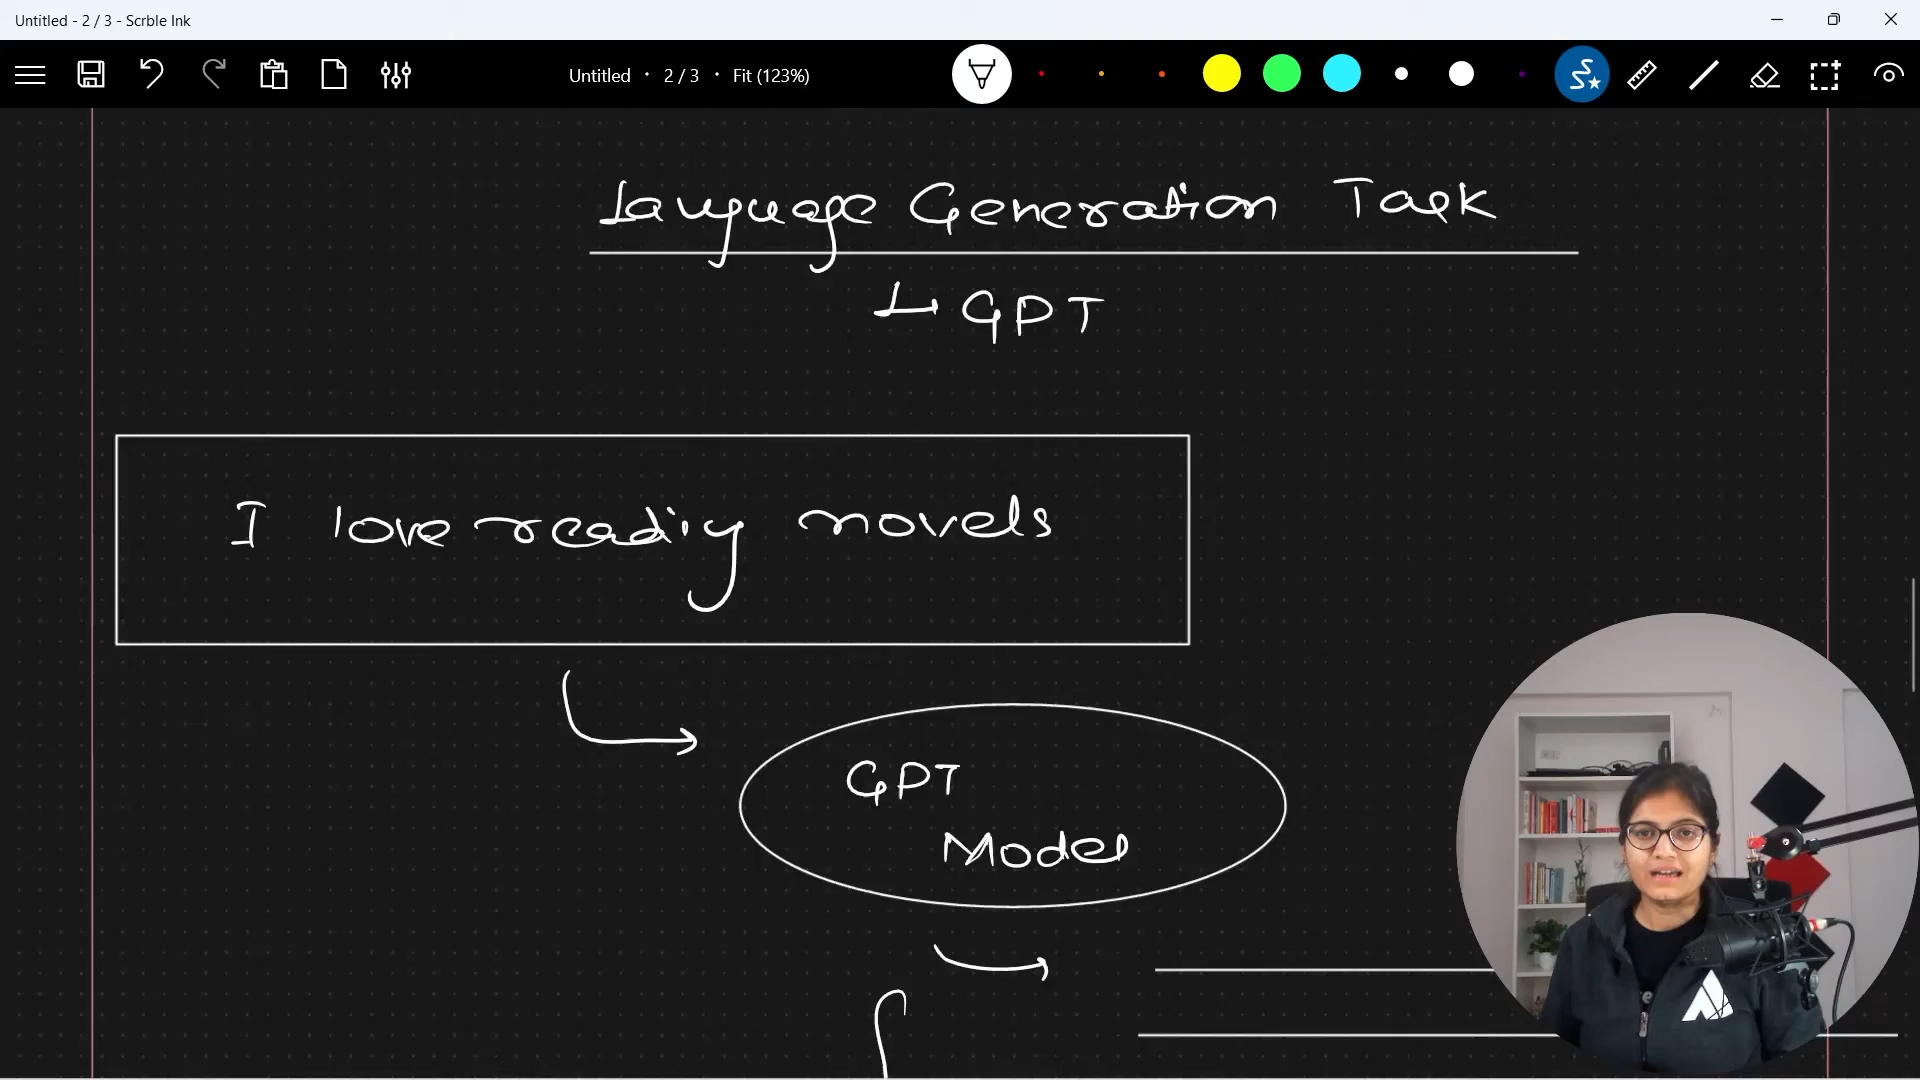 Untitled - 2 / 3 - Scrble Ink
Untitled • 2 / 3 • Fit (123%)
Language Generation Task
GPT
I love reading novels
GPT
Model